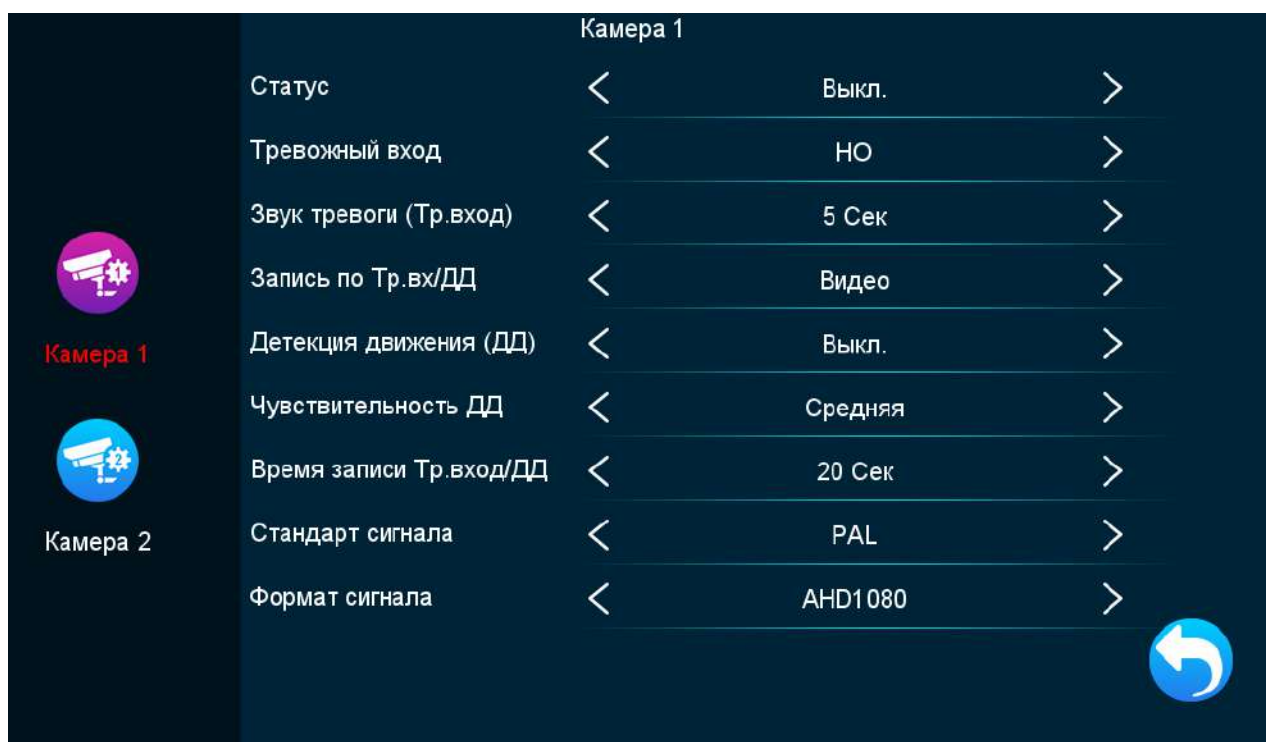 Камера 1
Статус Выкл.
Тревожный вход НО
Звук тревоги (Тр.вход) 5 Сек
Запись по Тр.вх/ДД Видео
Детекция движения (ДД) Выкл.
Чувствительность ДД Средняя
Время записи Тр.вход/ДД 20 Сек
Стандарт сигнала PAL
Формат сигнала AHD1080
1
Камера 1
2
Камера 2